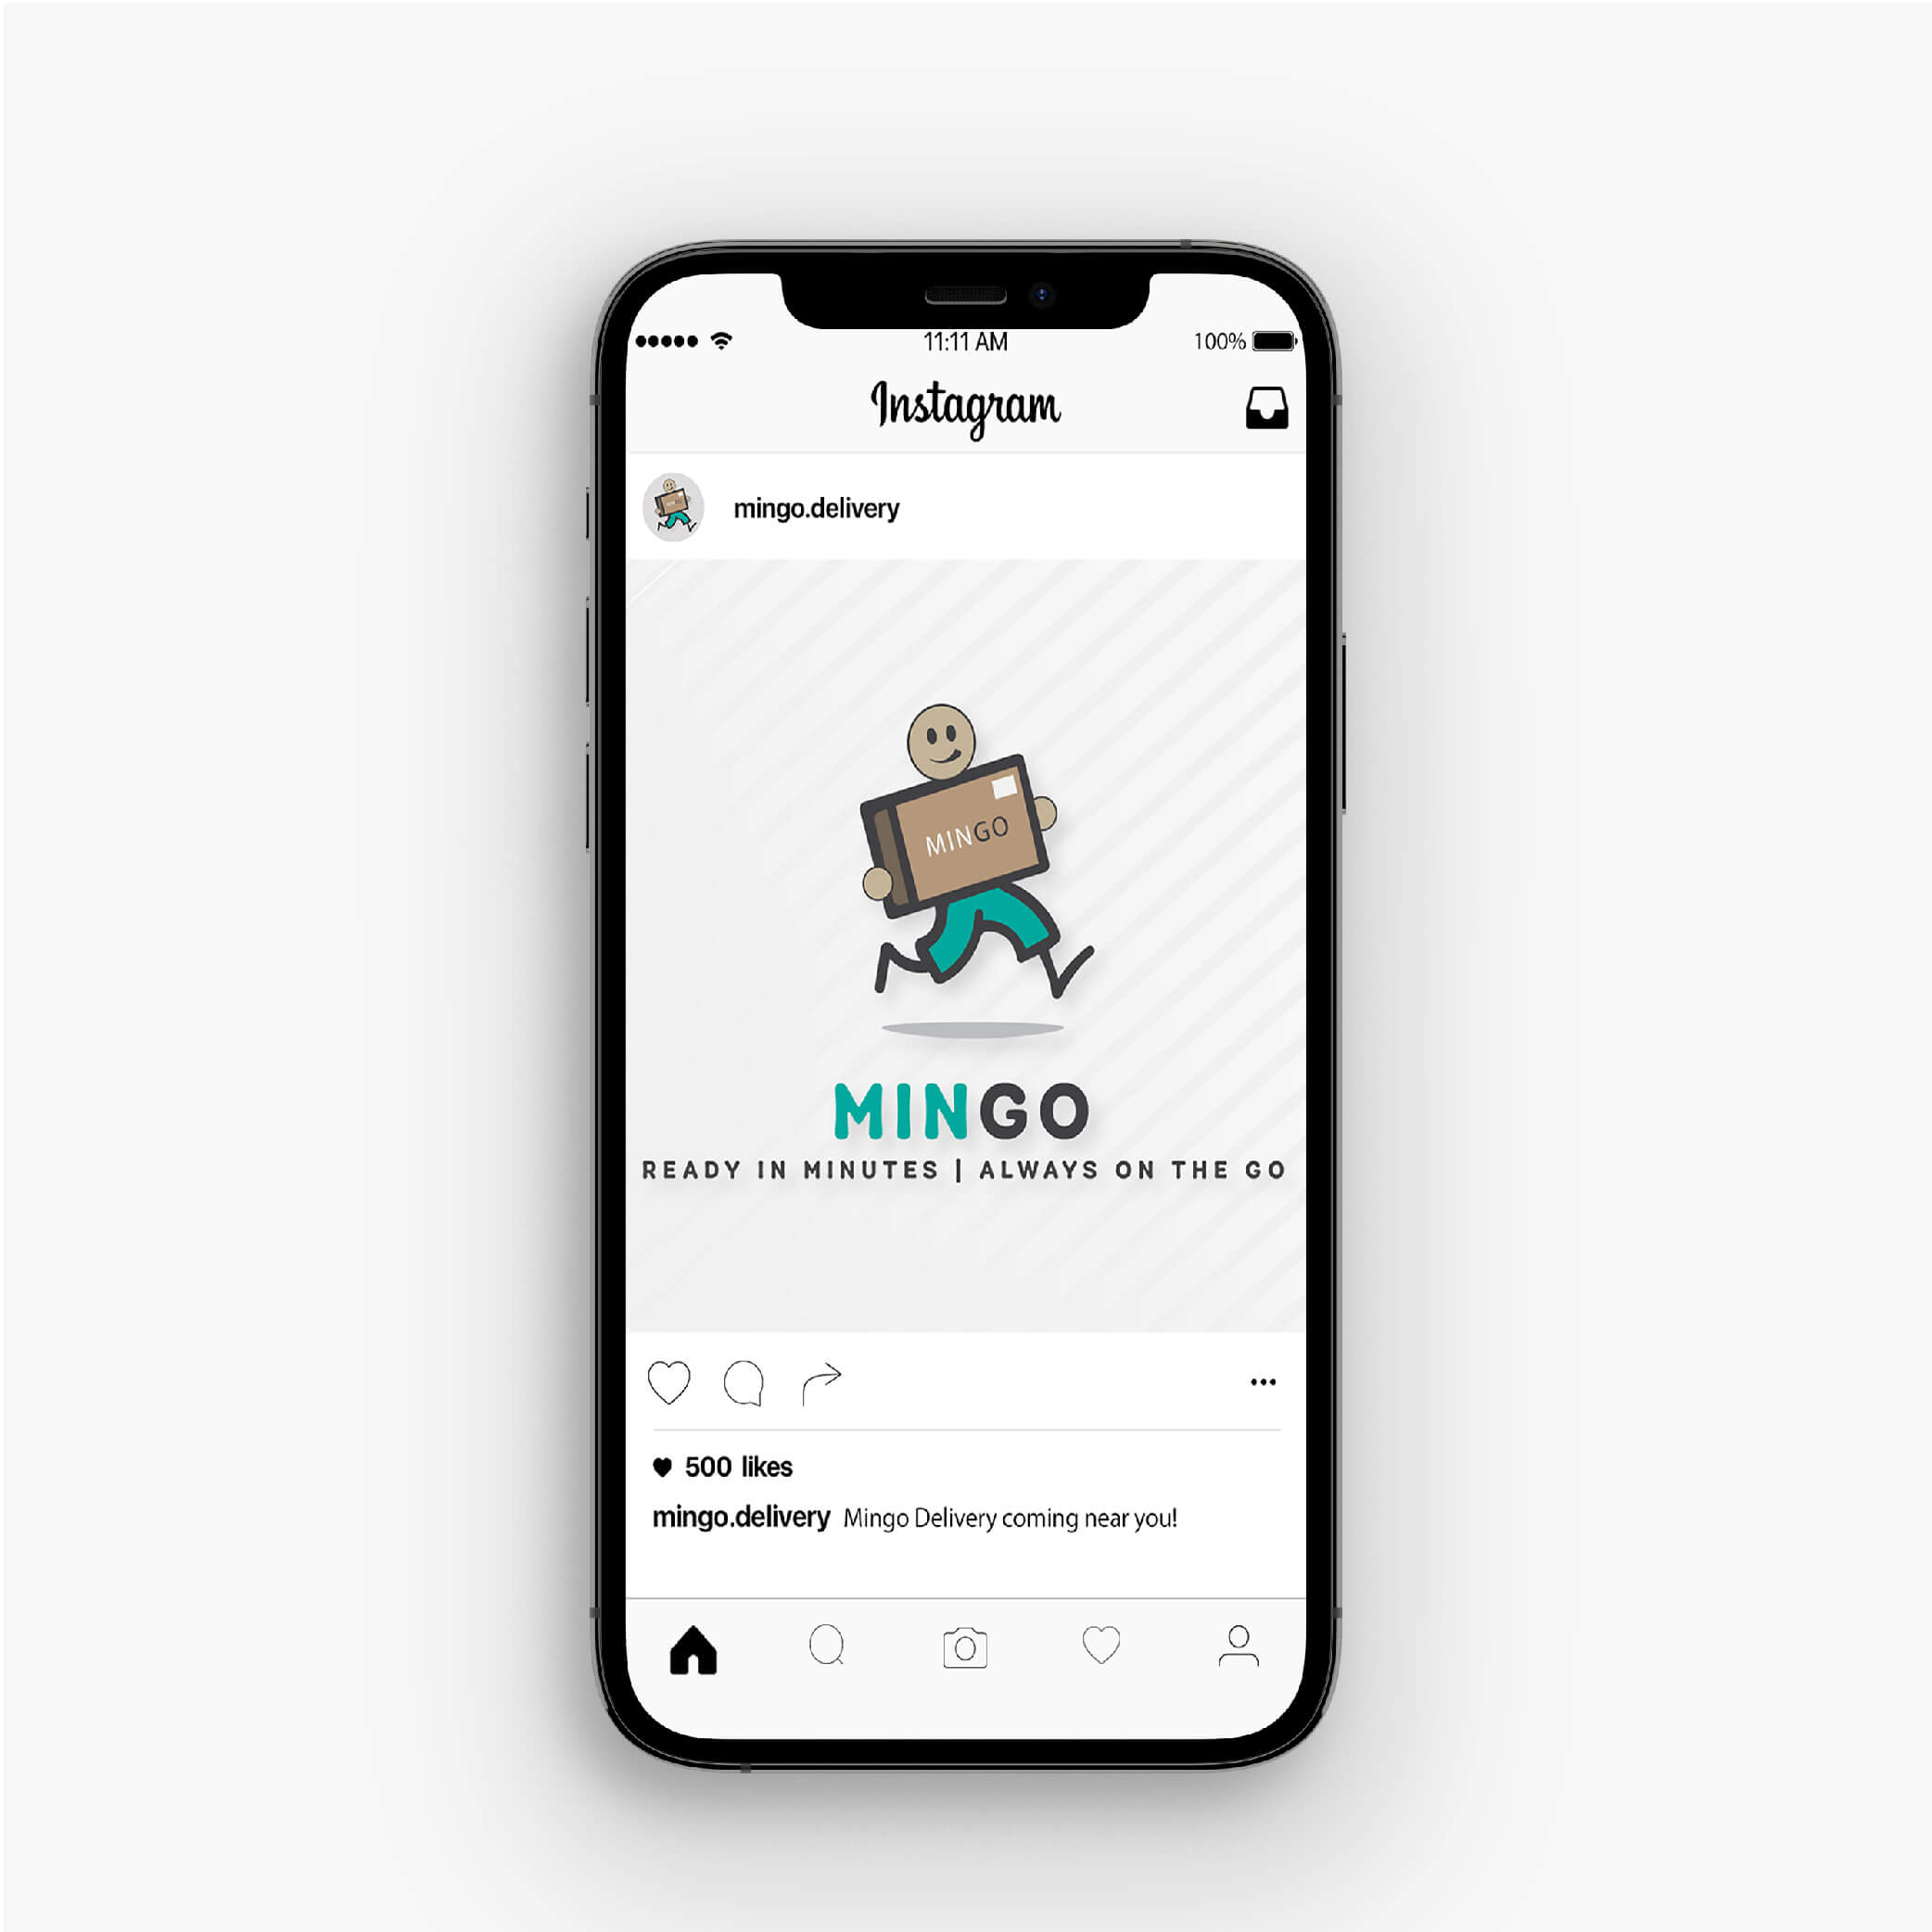 11:11 AM 100%
Instagram
mingo.delivery
MINGO
MINGO
READY IN MINUTES | ALWAYS ON THE GO
500 likes
mingo.delivery Mingo Delivery coming near you!